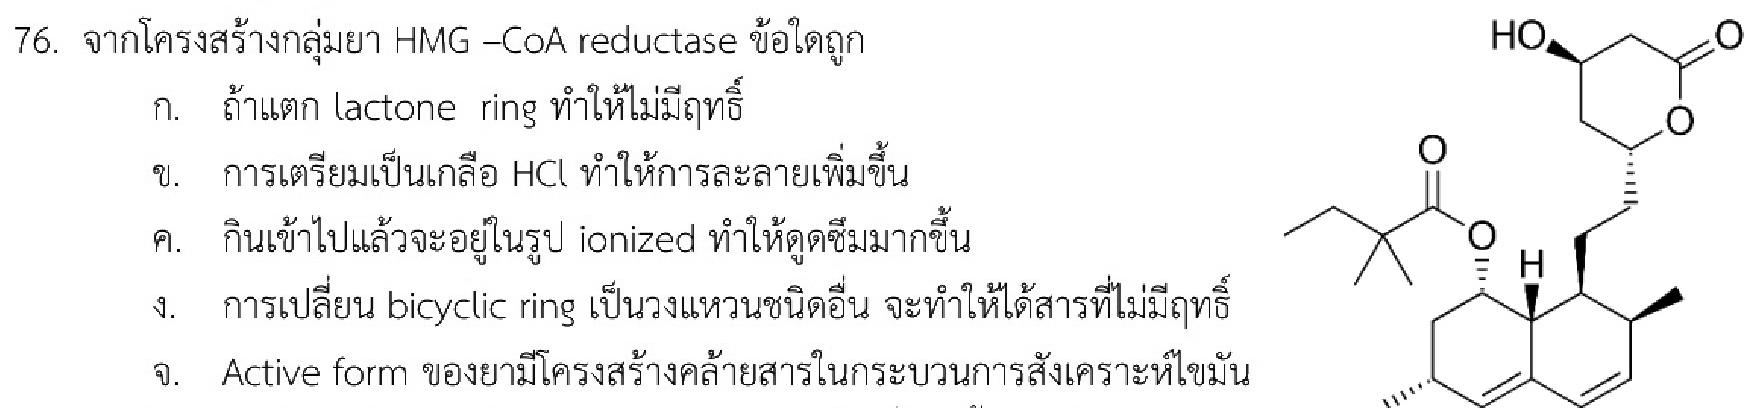 76. จากโครงสร้างกลุ่มยา HMG –CoA reductase ข้อใดถูก
ก. ถ้าแตก lactone ring ทำให้ไม่มีฤทธิ์
ข. การเตรียมเป็นเกลือ HCl ทำให้การละลายเพิ่มขึ้น
ค. กินเข้าไปแล้วจะอยู่ในรูป ionized ทำให้ดูดซึมมากขึ้น
ง. การเปลี่ยน bicyclic ring เป็นวงแหวนชนิดอื่น จะทำให้ได้สารที่ไม่มีฤทธิ์
จ. Active form ของยามีโครงสร้างคล้ายสารในกระบวนการสังเคราะห์ไขมัน
HO
O
O
O
O
H